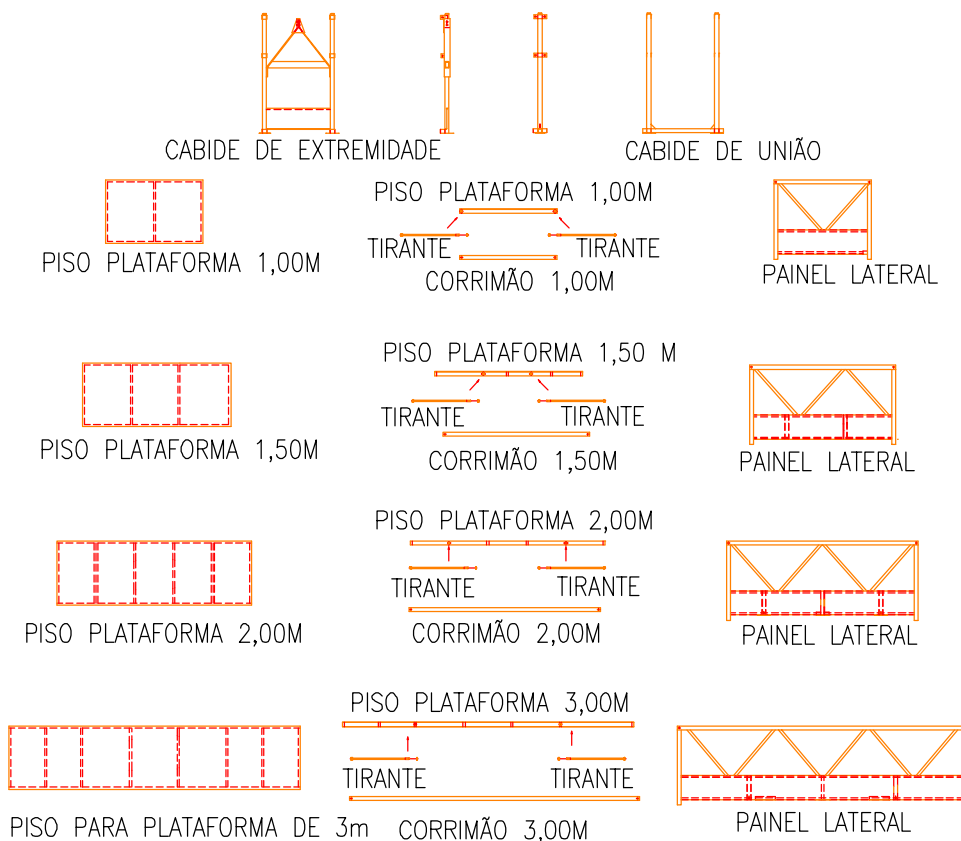 CABIDE DE EXTREMIDADE
CABIDE DE UNIÃO
PISO PLATAFORMA 1,00M
TIRANTE
TIRANTE
PISO PLATAFORMA 1,00M
CORRIMÃO 1,00M
PAINEL LATERAL
PISO PLATAFORMA 1,50 M
TIRANTE
TIRANTE
PISO PLATAFORMA 1,50M
CORRIMÃO 1,50M
PAINEL LATERAL
PISO PLATAFORMA 2,00M
TIRANTE
TIRANTE
PISO PLATAFORMA 2,00M
CORRIMÃO 2,00M
PAINEL LATERAL
PISO PLATAFORMA 3,00M
TIRANTE
TIRANTE
PISO PARA PLATAFORMA DE 3m
CORRIMÃO 3,00M
PAINEL LATERAL